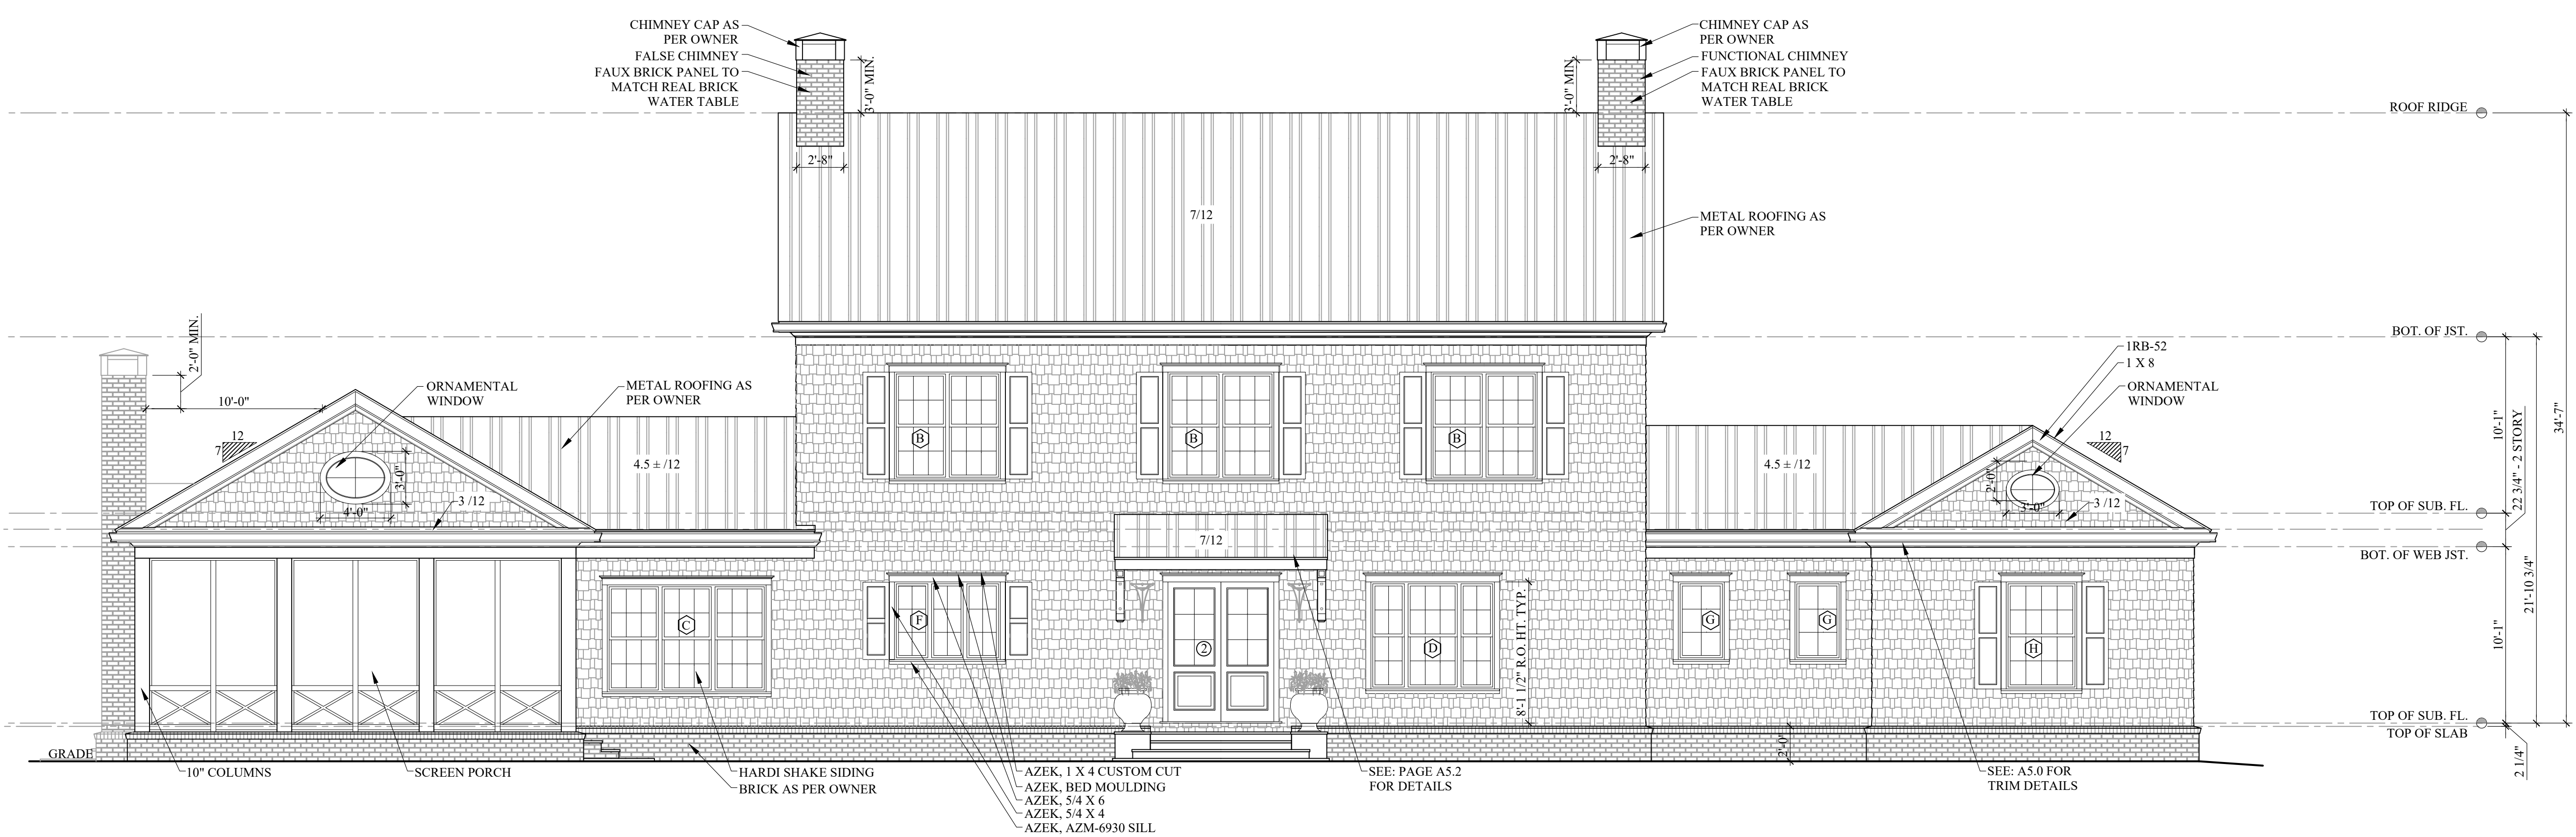 CHIMNEY CAP AS
PER OWNER
FALSE CHIMNEY
FAUX BRICK PANEL TO
MATCH REAL BRICK
WATER TABLE
3'-0" MIN.
2'-8"
3'-0" MIN.
2'-8"
CHIMNEY CAP AS
PER OWNER
FUNCTIONAL CHIMNEY
FAUX BRICK PANEL TO
MATCH REAL BRICK
WATER TABLE
ROOF RIDGE
7/12
METAL ROOFING AS
PER OWNER
BOT. OF JST.
2'-0" MIN.
10'-0"
12
7
ORNAMENTAL
WINDOW
METAL ROOFING AS
PER OWNER
3'-0"
4'-0"
3 /12
4.5 ± /12
B
B
B
7/12
4.5 ± /12
1RB-52
1 X 8
ORNAMENTAL
WINDOW
12
7
2'-0"
3'-0"
3 /12
10'-1"
22 3/4" - 2 STORY
34'-7"
TOP OF SUB. FL.
BOT. OF WEB JST.
21'-10 3/4"
10'-1"
C
F
2
D
8'-1 1/2" R.O. HT. TYP.
G
G
H
TOP OF SUB. FL.
TOP OF SLAB
2 1/4"
2'-0"
GRADE
10" COLUMNS
SCREEN PORCH
HARDI SHAKE SIDING
BRICK AS PER OWNER
AZEK, 1 X 4 CUSTOM CUT
AZEK, BED MOULDING
AZEK, 5/4 X 6
AZEK, 5/4 X 4
AZEK, AZM-6930 SILL
SEE: PAGE A5.2
FOR DETAILS
SEE: A5.0 FOR
TRIM DETAILS